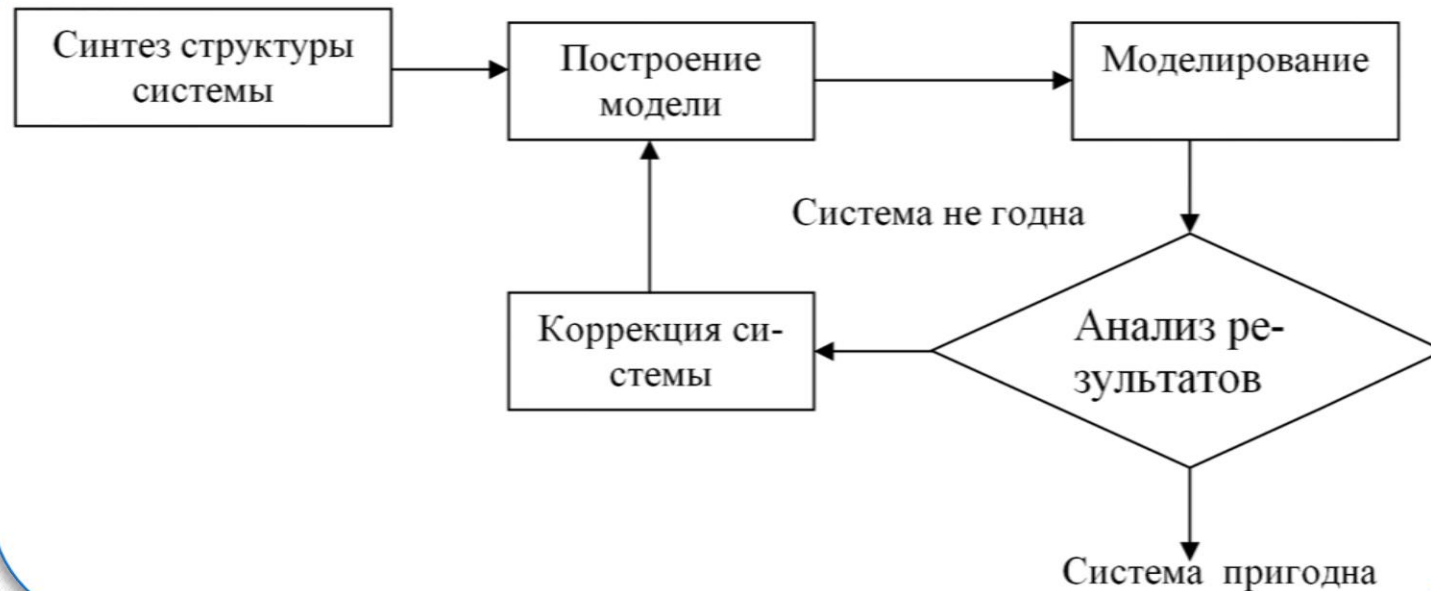 Синтез структуры
системы
Построение
модели
Моделирование
Система не годна
Коррекция си-
стемы
Анализ ре-
зультатов
Система пригодна